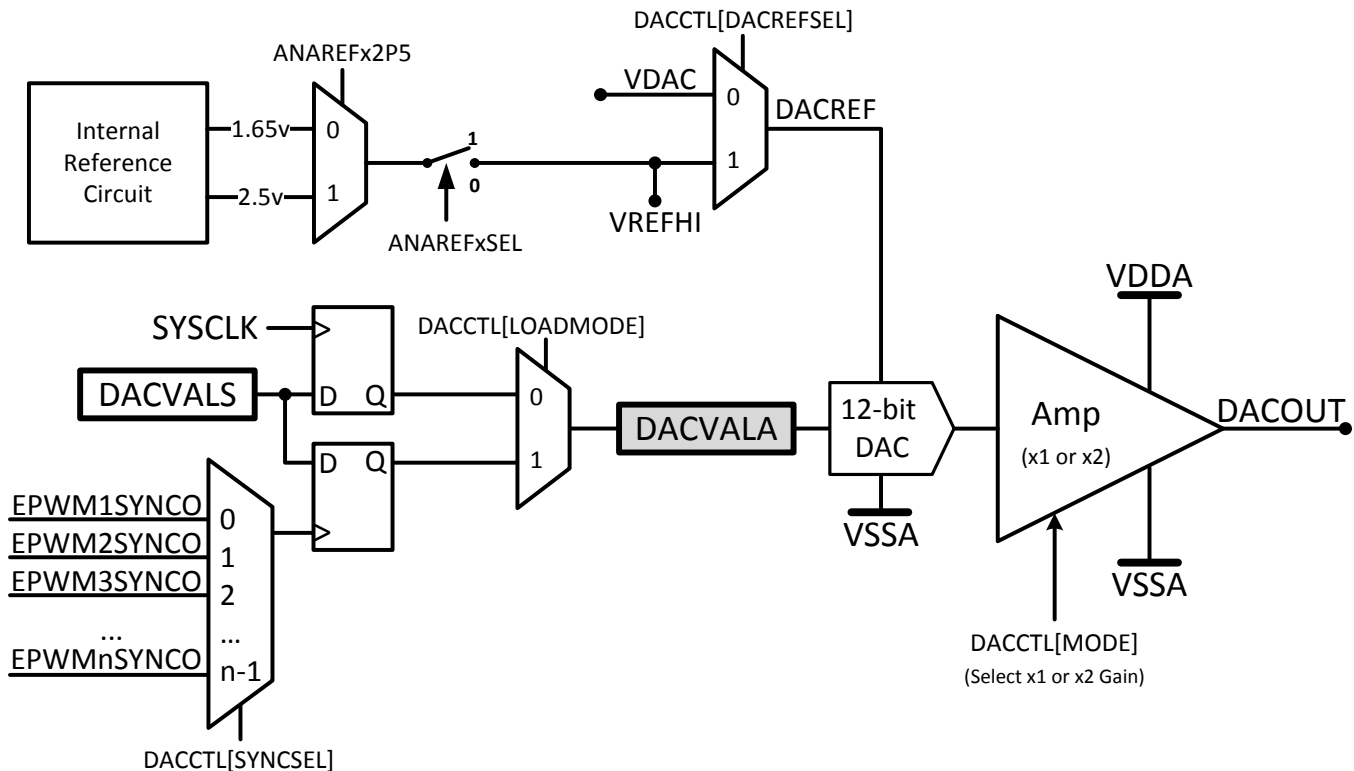 DACCTL[DACREFSEL]
ANAREFx2P5
VDAC
0
DACREF
Internal
Reference
Circuit
1.65v
0
1
1
2.5v
1
0
VREFHI
ANAREFxSEL
VDDA
SYSCLK
DACCTL[LOADMODE]
DACVALS
D
Q
0
DACVALA
12-bit
DAC
Amp
(x1 or x2)
DACOUT
D
Q
1
EPWM1SYNCO
0
EPWM2SYNCO
1
EPWM3SYNCO
2
...
...
EPWMnSYNCO
n-1
VSSA
VSSA
DACCTL[MODE]
(Select x1 or x2 Gain)
DACCTL[SYNCSEL]